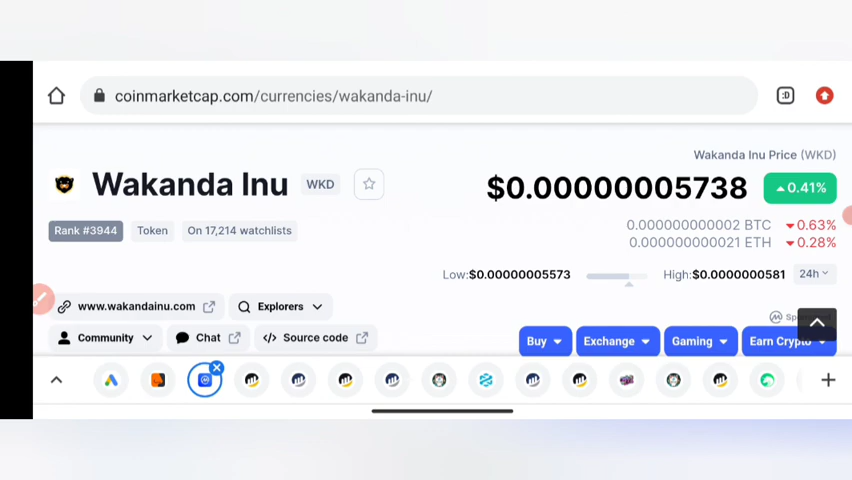 coinmarketcap.com/currencies/wakanda-inu/
:D
Wakanda Inu Price (WKD)
Wakanda Inu WKD
$0.00000005738 0.41%
Rank #3944 Token On 17,214 watchlists
0.000000000002 BTC 0.63%
0.000000000021 ETH 0.28%
Low:$0.00000005573 High:$0.0000000581 24h
www.wakandainu.com Explorers
Community Chat Source code
Buy Exchange Gaming Earn Crypto